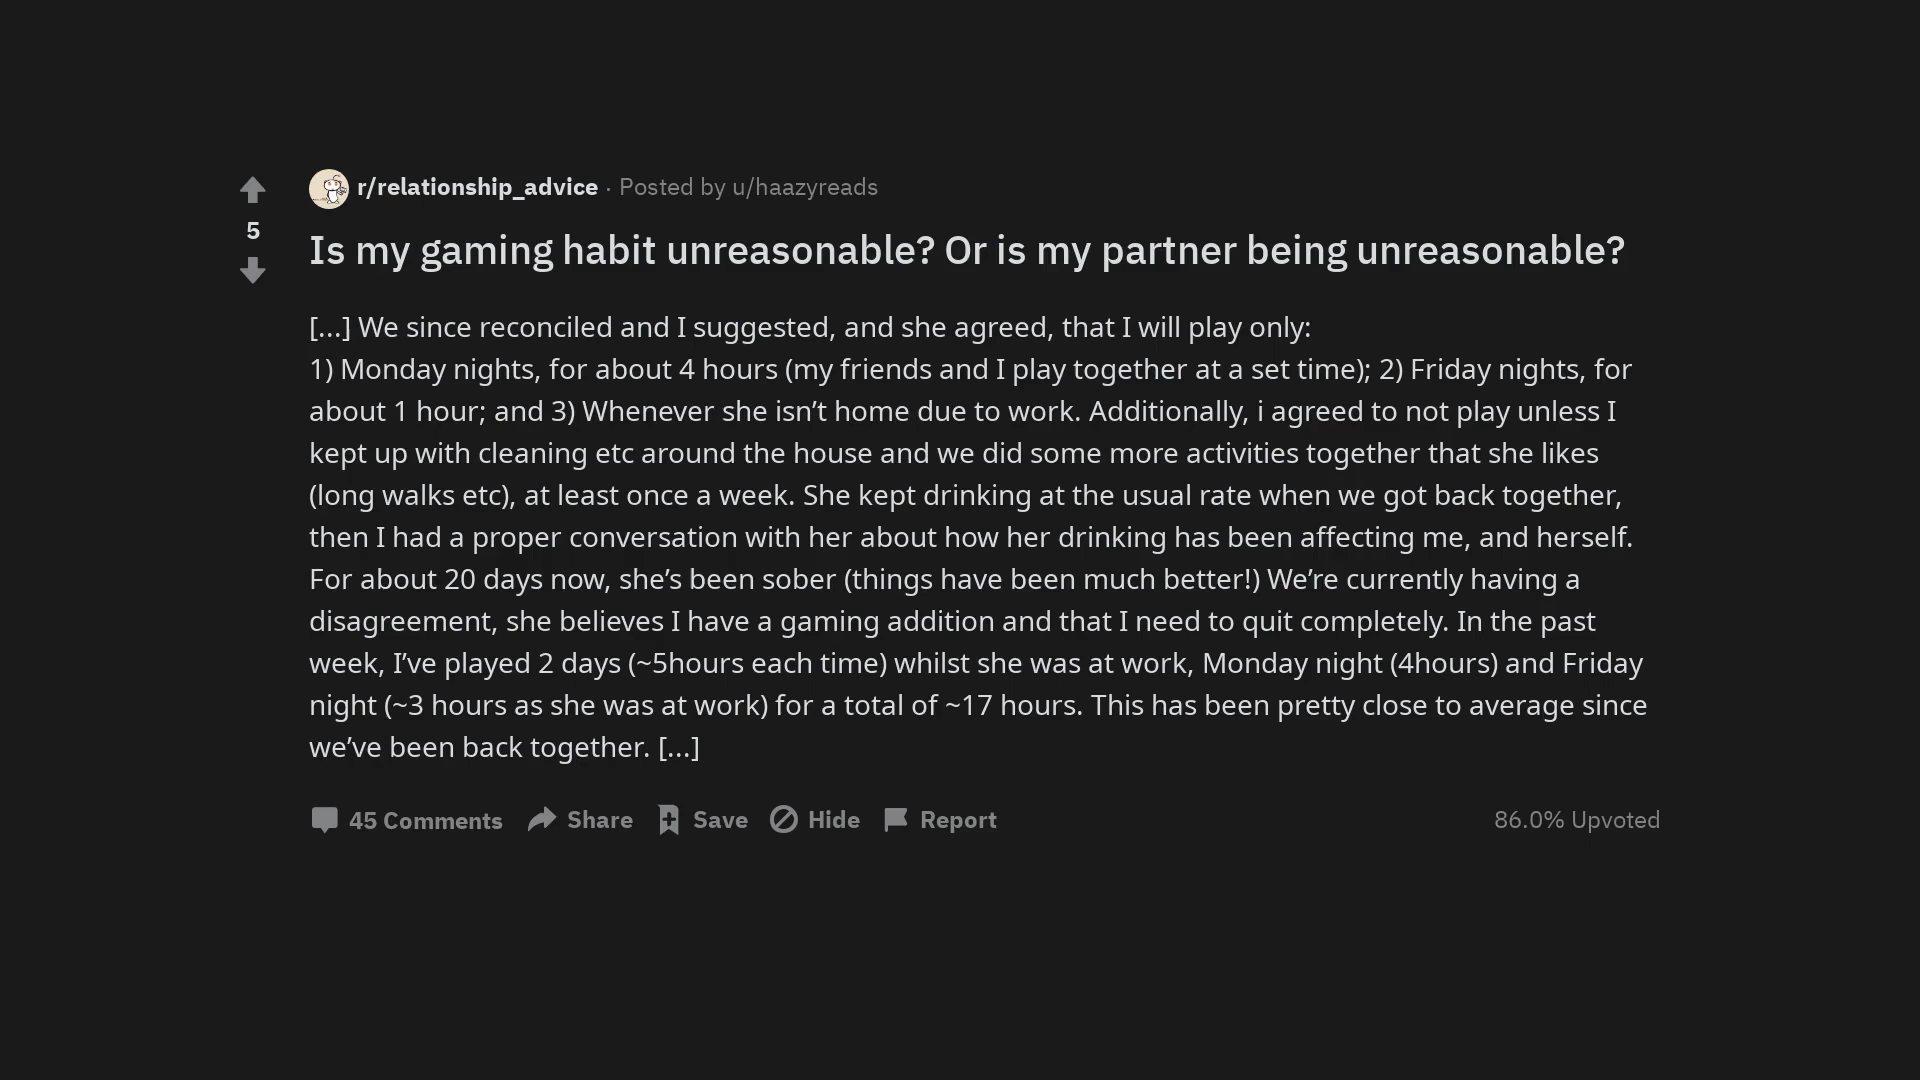 r/relationship_advice · Posted by u/haazyreads
5
Is my gaming habit unreasonable? Or is my partner being unreasonable?
[...] We since reconciled and I suggested, and she agreed, that I will play only:
1) Monday nights, for about 4 hours (my friends and I play together at a set time); 2) Friday nights, for
about 1 hour; and 3) Whenever she isn’t home due to work. Additionally, i agreed to not play unless I
kept up with cleaning etc around the house and we did some more activities together that she likes
(long walks etc), at least once a week. She kept drinking at the usual rate when we got back together,
then I had a proper conversation with her about how her drinking has been affecting me, and herself.
For about 20 days now, she’s been sober (things have been much better!) We’re currently having a
disagreement, she believes I have a gaming addition and that I need to quit completely. In the past
week, I’ve played 2 days (~5hours each time) whilst she was at work, Monday night (4hours) and Friday
night (~3 hours as she was at work) for a total of ~17 hours. This has been pretty close to average since
we’ve been back together. [...]
45 Comments Share Save Hide Report 86.0% Upvoted